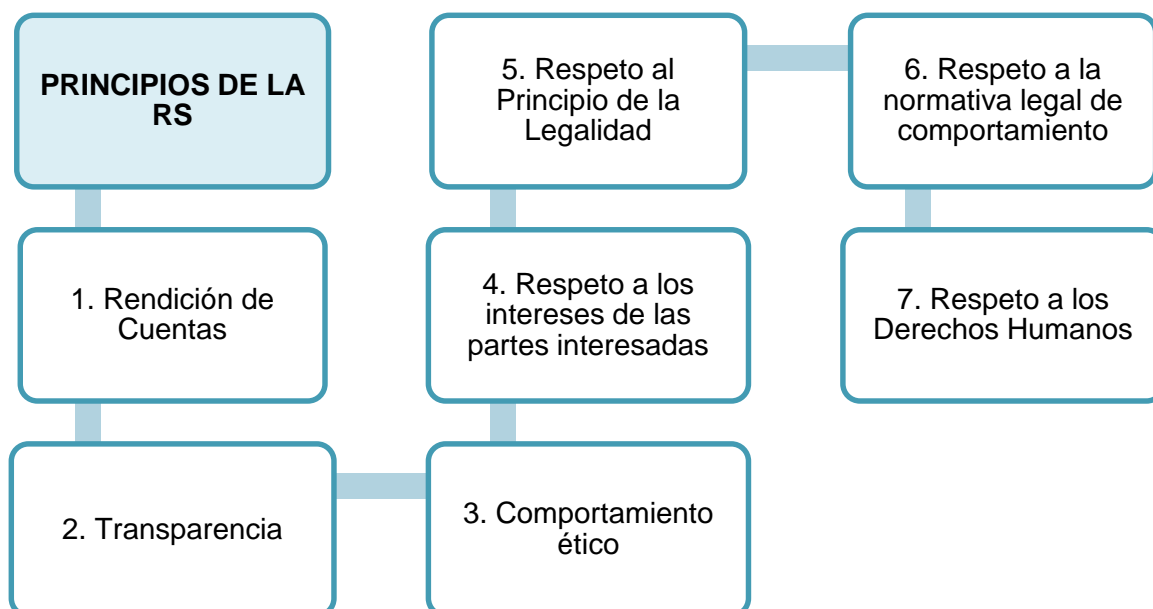 PRINCIPIOS DE LA
RS
1. Rendición de
Cuentas
2. Transparencia
3. Comportamiento
ético
4. Respeto a los
intereses de las
partes interesadas
5. Respeto al
Principio de la
Legalidad
6. Respeto a la
normativa legal de
comportamiento
7. Respeto a los
Derechos Humanos